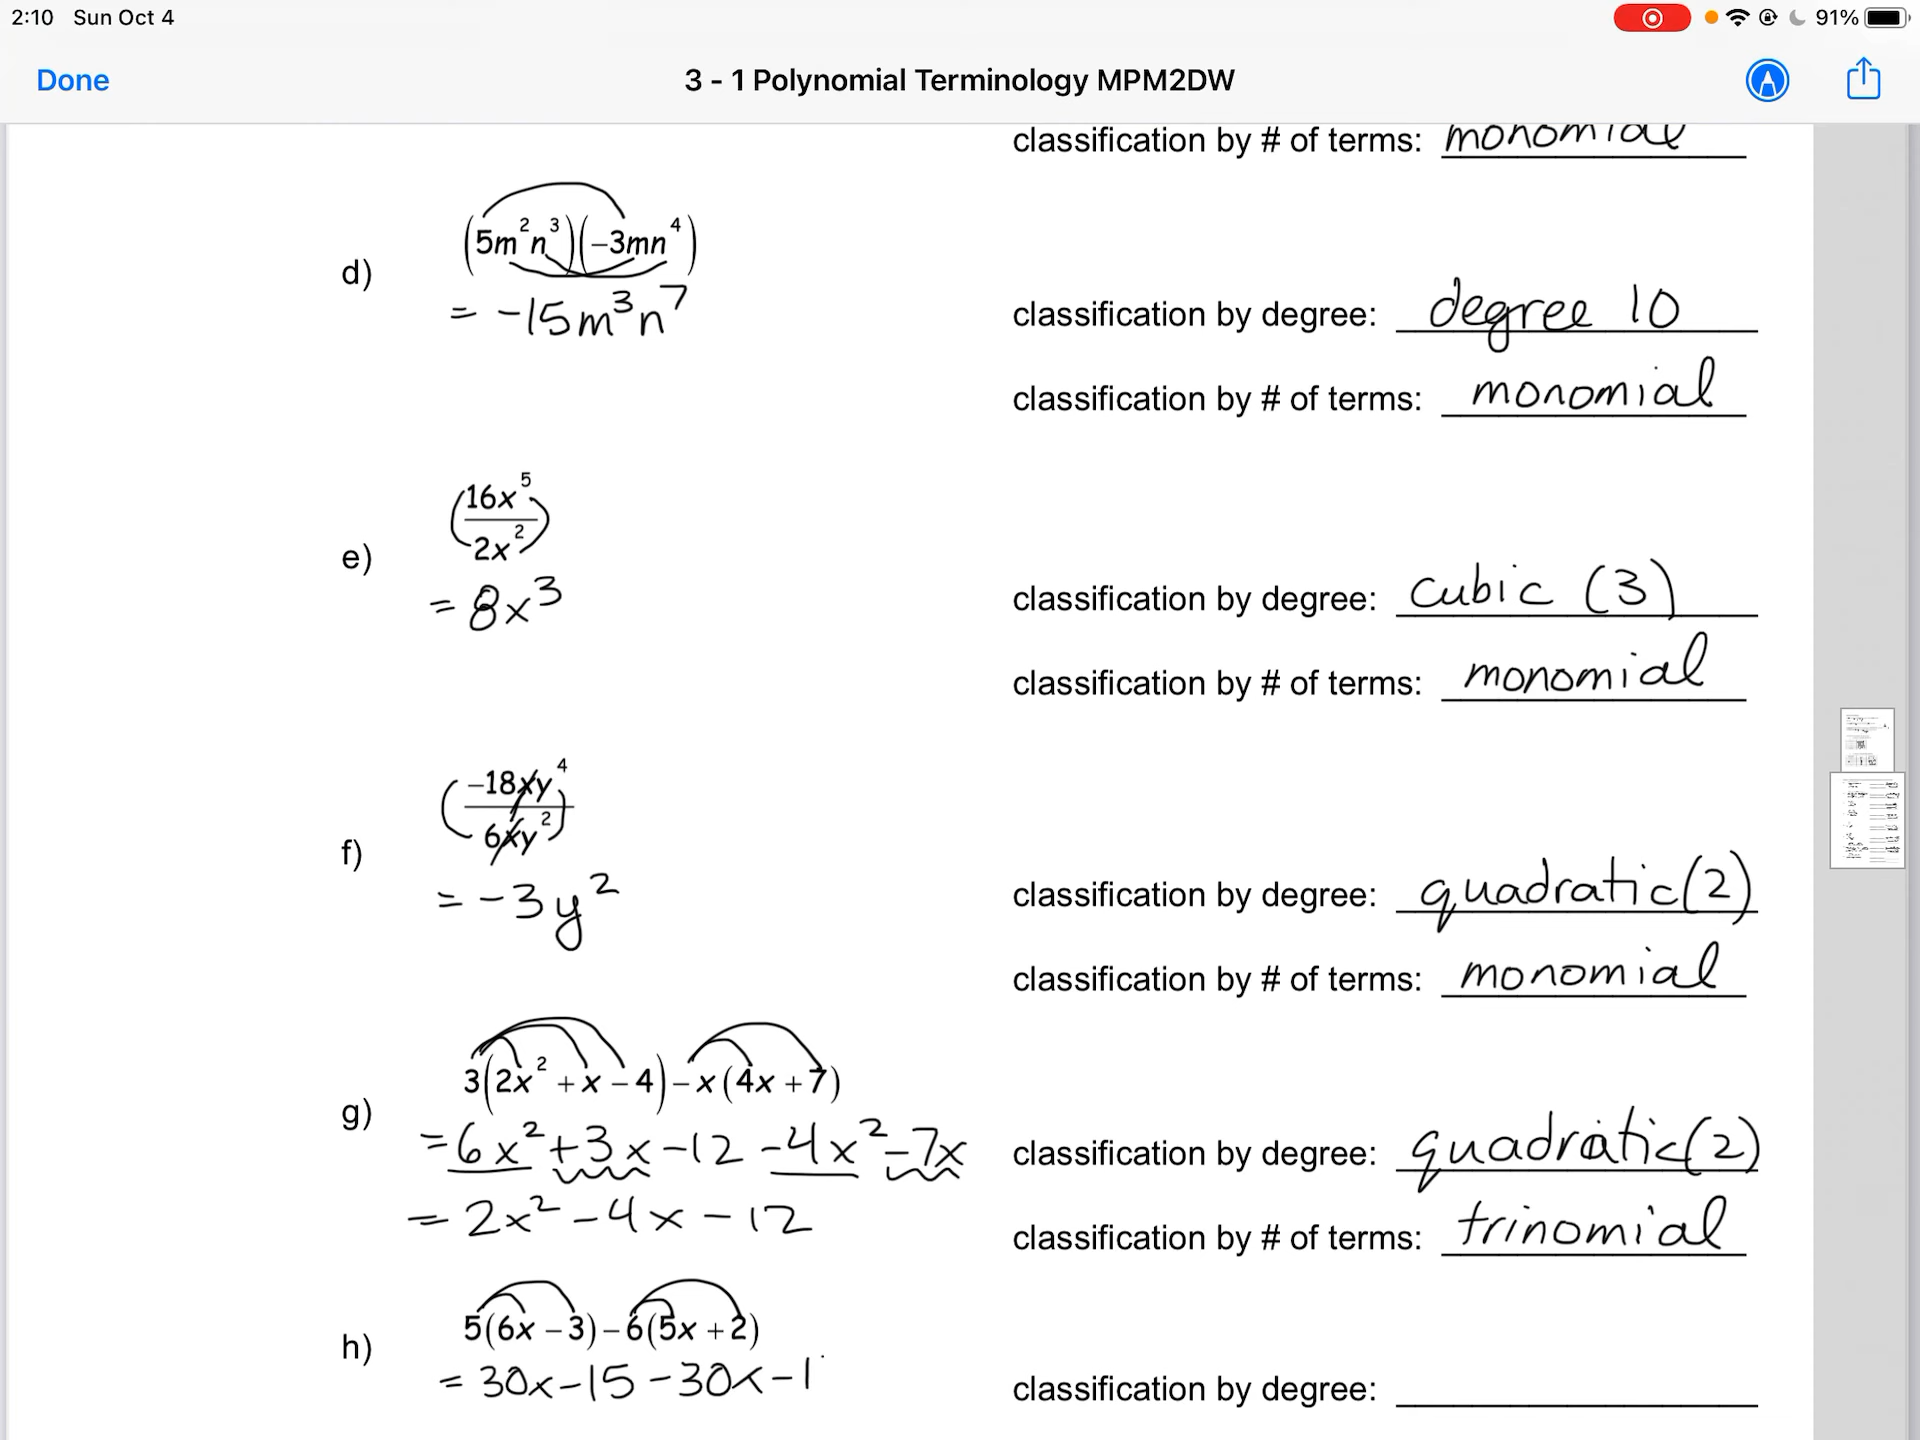 2:10 Sun Oct 4
91%
Done
3 - 1 Polynomial Terminology MPM2DW
classification by # of terms: monomial
d) (5m²n³)(−3mn⁴)
= -15m³n⁷
classification by degree: degree 10
classification by # of terms: monomial
e) (16x⁵/2x²)
= 8x³
classification by degree: cubic (3)
classification by # of terms: monomial
f) (−18xy⁴/6xy²)
= -3y²
classification by degree: quadratic(2)
classification by # of terms: monomial
g) 3(2x² + x − 4) − x(4x + 7)
= 6x² + 3x - 12 - 4x² - 7x
classification by degree: quadratic(2)
= 2x² - 4x - 12
classification by # of terms: trinomial
h) 5(6x − 3) − 6(5x + 2)
= 30x - 15 - 30x - 1
classification by degree: